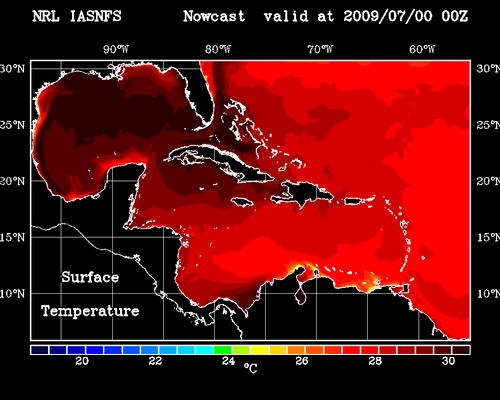 NRL IASNFS Nowcast valid at 2009/07/00 00Z
90°W 80°W 70°W 60°W
30°N 30°N
25°N 25°N
20°N 20°N
15°N 15°N
Surface
10°N 10°N
Temperature
20 22 24 26 28 30
°C